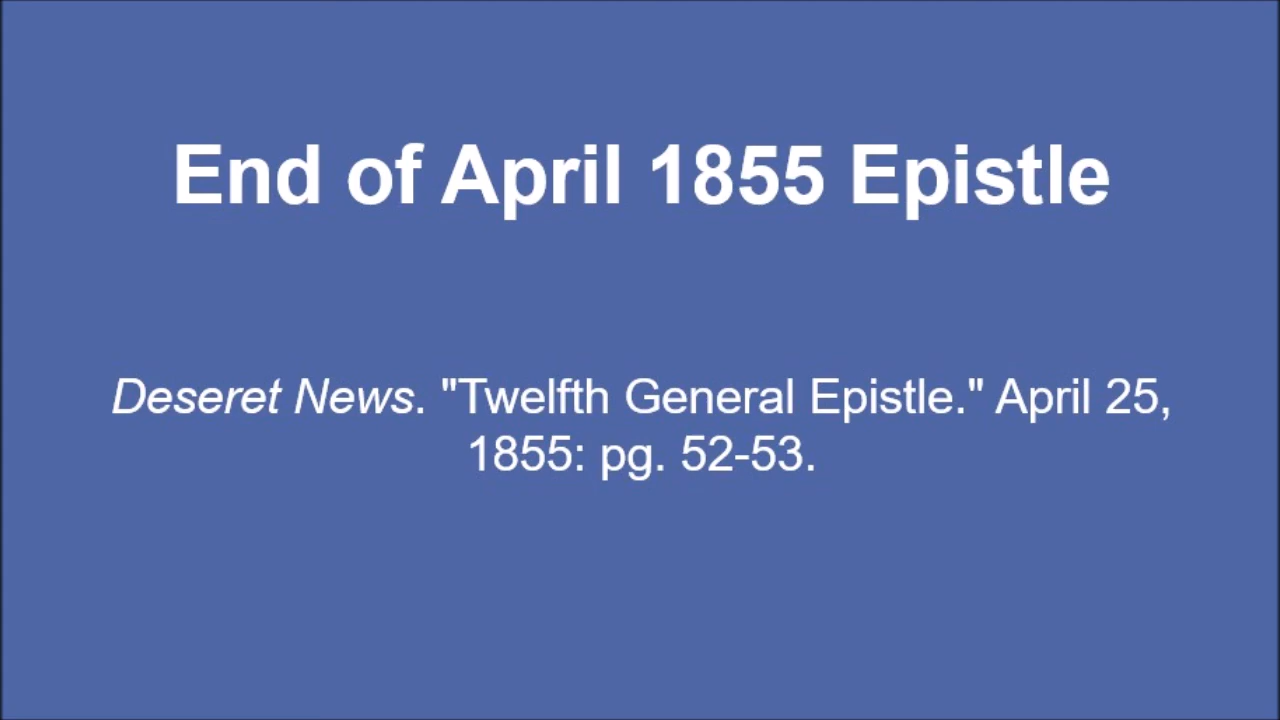 End of April 1855 Epistle
Deseret News. "Twelfth General Epistle." April 25,
1855: pg. 52-53.